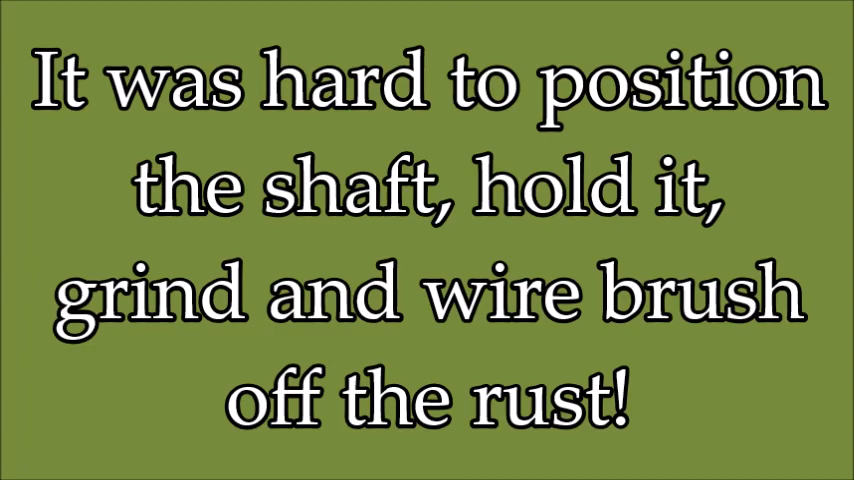 It was hard to position
the shaft, hold it,
grind and wire brush
off the rust!